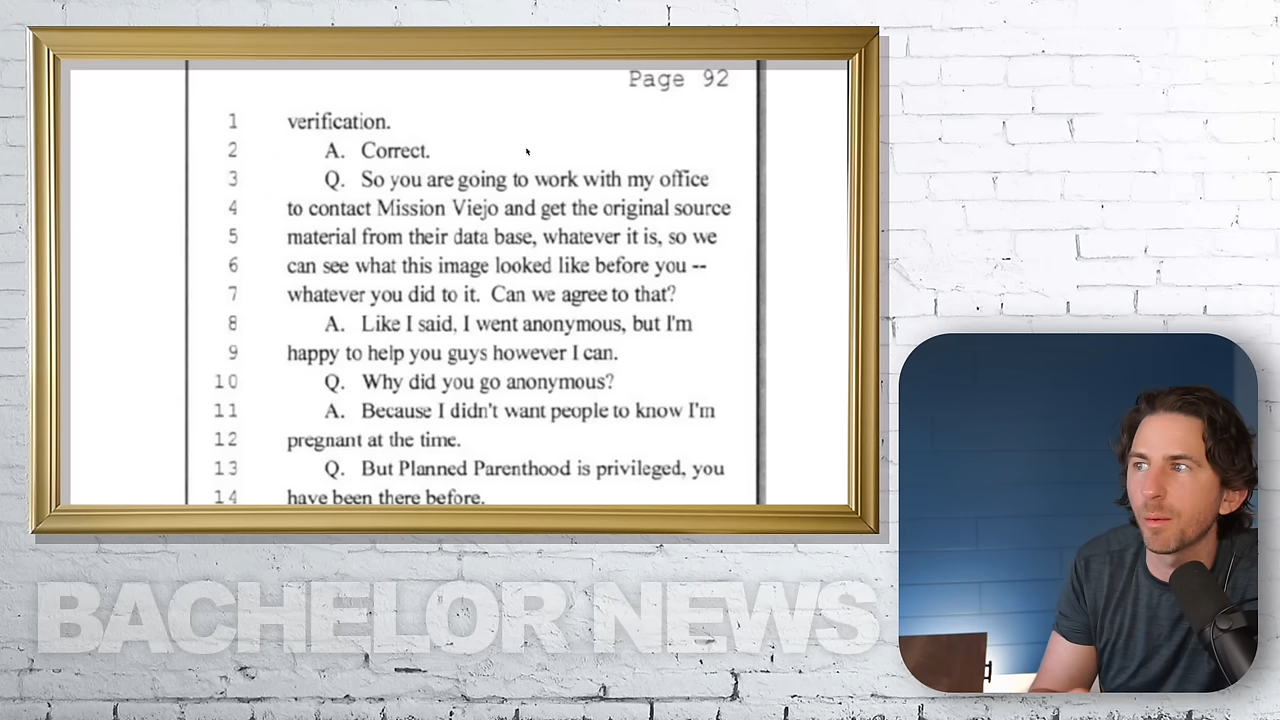 Page 92
1 verification.
2 A. Correct.
3 Q. So you are going to work with my office
4 to contact Mission Viejo and get the original source
5 material from their data base, whatever it is, so we
6 can see what this image looked like before you --
7 whatever you did to it. Can we agree to that?
8 A. Like I said, I went anonymous, but I'm
9 happy to help you guys however I can.
10 Q. Why did you go anonymous?
11 A. Because I didn't want people to know I'm
12 pregnant at the time.
13 Q. But Planned Parenthood is privileged, you
14 have been there before.
BACHELOR NEWS